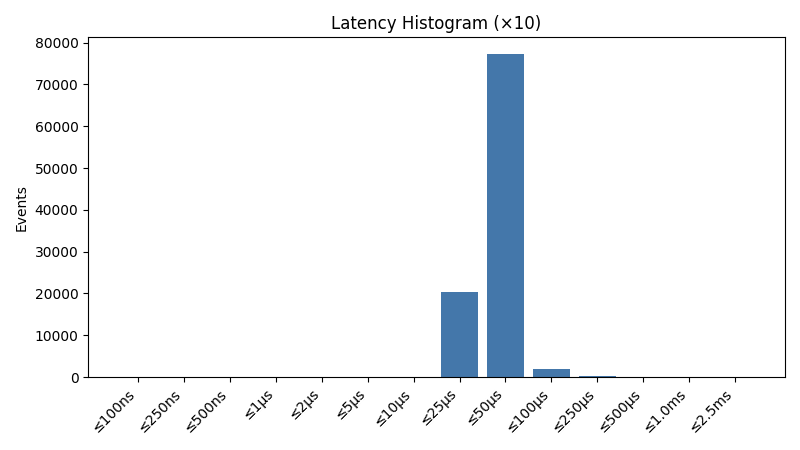 Latency Histogram (×10)
80000
70000
60000
50000
40000
30000
20000
10000
0
Events
≤100ns
≤250ns
≤500ns
≤1µs
≤2µs
≤5µs
≤10µs
≤25µs
≤50µs
≤100µs
≤250µs
≤500µs
≤1.0ms
≤2.5ms